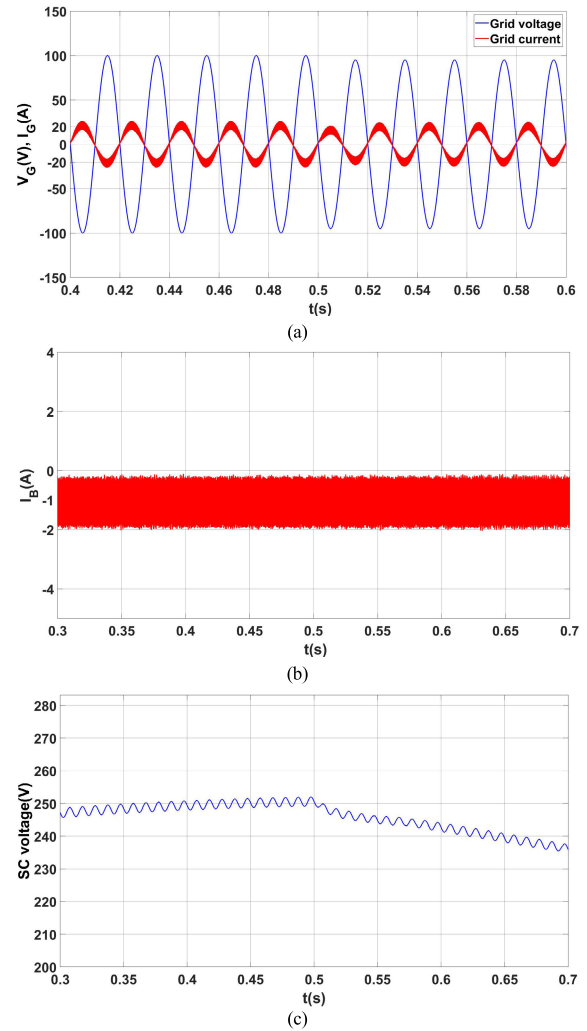 150
Grid voltage
Grid current
100
50
20
0
-20
-50
-100
-150
V_G(V), I_G(A)
0.4 0.42 0.44 0.46 0.48 0.5 0.52 0.54 0.56 0.58 0.6
t(s)
(a)
4
2
0
-1
-2
-4
I_B(A)
0.3 0.35 0.4 0.45 0.5 0.55 0.6 0.65 0.7
t(s)
(b)
280
270
260
250
240
230
220
210
200
SC voltage(V)
0.3 0.35 0.4 0.45 0.5 0.55 0.6 0.65 0.7
t(s)
(c)